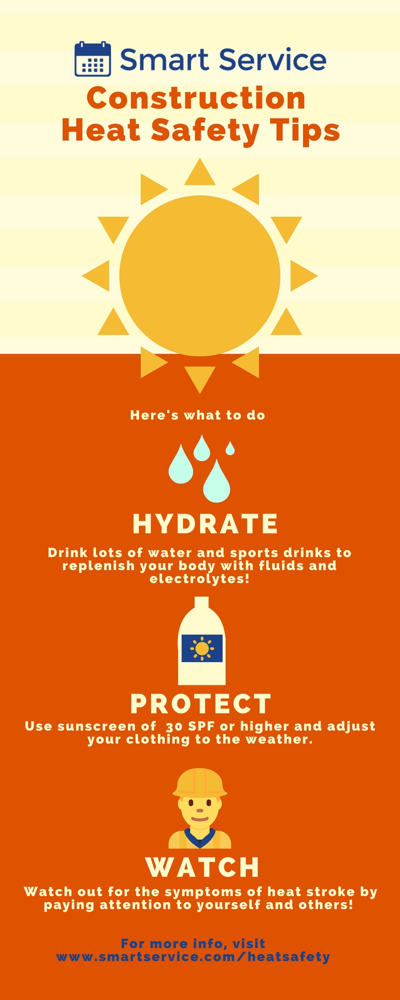 Smart Service
Construction
Heat Safety Tips
Here's what to do
HYDRATE
Drink lots of water and sports drinks to
replenish your body with fluids and
electrolytes!
PROTECT
Use sunscreen of 30 SPF or higher and adjust
your clothing to the weather.
WATCH
Watch out for the symptoms of heat stroke by
paying attention to yourself and others!
For more info, visit
www.smartservice.com/heatsafety